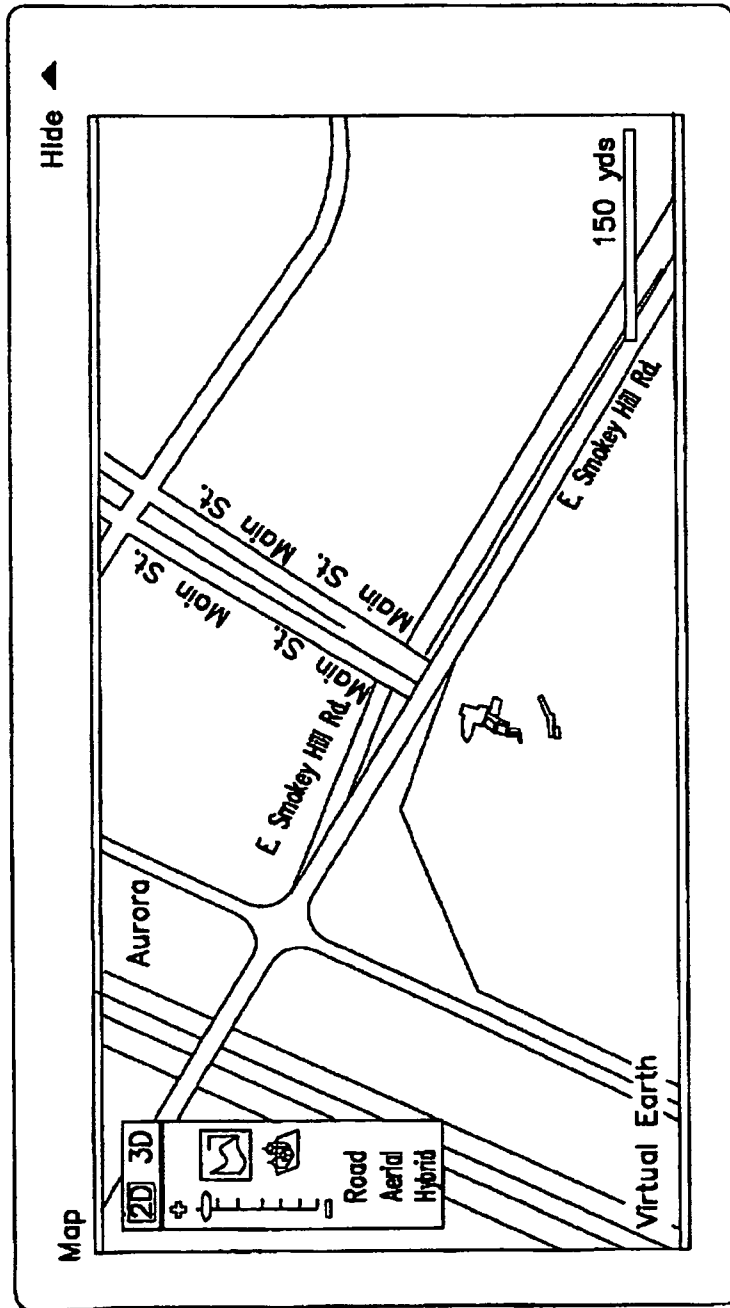 Map
Hide
2D 3D
Road
Aerial
Hybrid
Aurora
E. Smokey Hill Rd.
Main St.
Main St.
Main St.
Main St.
E. Smokey Hill Rd.
150 yds
Virtual Earth